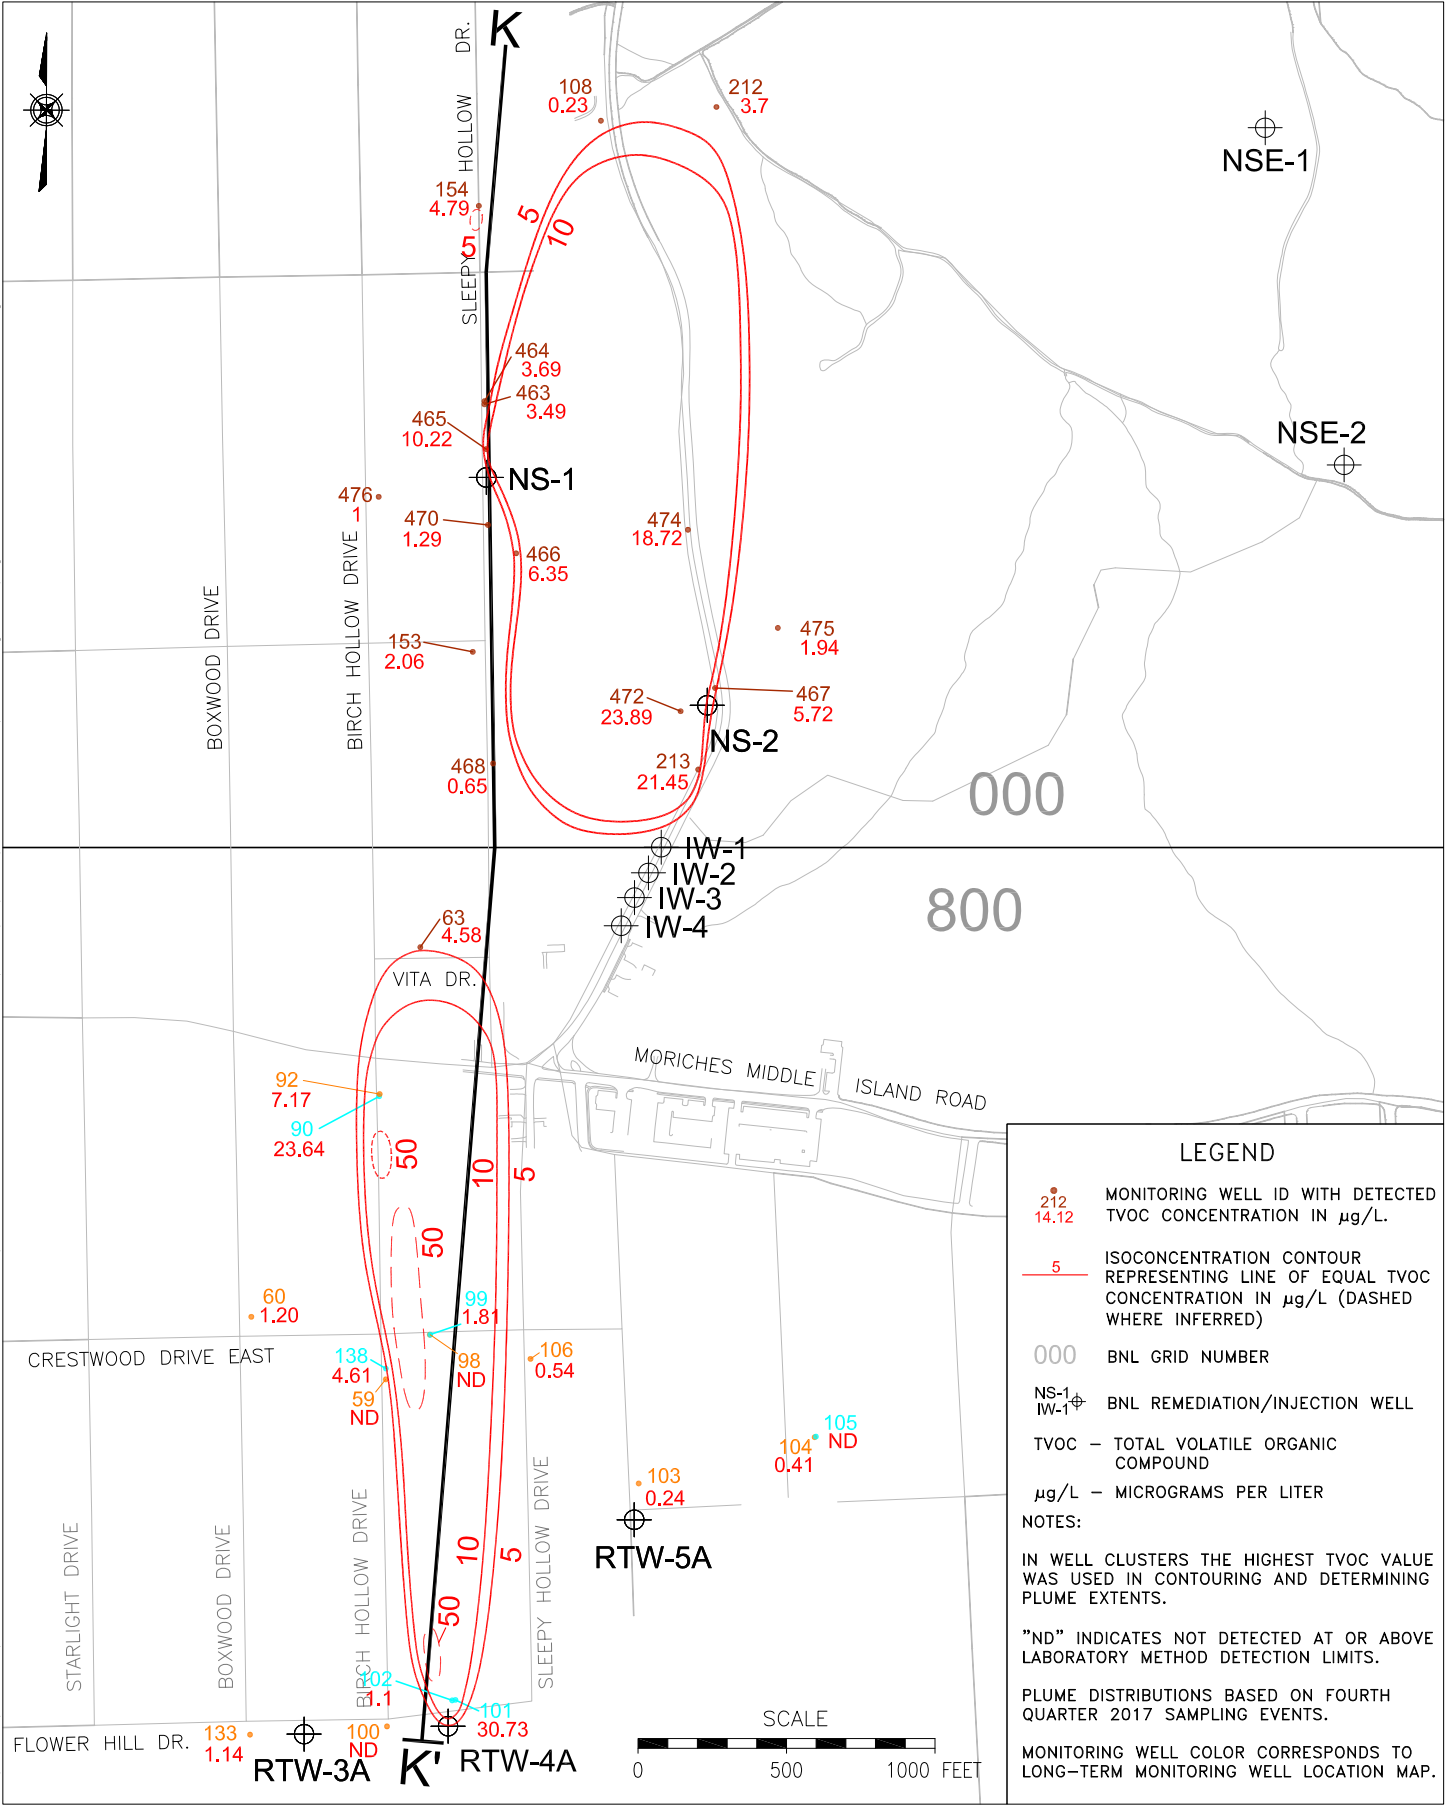 K
SLEEPY HOLLOW DR.
108
0.23
212
3.7
NSE-1
154
4.79
5
5
10
464
3.69
463
3.49
465
10.22
NS-1
NSE-2
476
1
470
1.29
474
18.72
466
6.35
BOXWOOD DRIVE
BIRCH HOLLOW DRIVE
153
2.06
475
1.94
472
23.89
467
5.72
NS-2
468
0.65
213
21.45
000
IW-1
IW-2
IW-3
IW-4
800
63
4.58
VITA DR.
MORICHES MIDDLE ISLAND ROAD
92
7.17
90
23.64
50
10
5
50
60
1.20
99
1.81
CRESTWOOD DRIVE EAST
138
4.61
59
ND
98
ND
106
0.54
105
ND
104
0.41
103
0.24
RTW-5A
STARLIGHT DRIVE
BOXWOOD DRIVE
BIRCH HOLLOW DRIVE
SLEEPY HOLLOW DRIVE
10
5
50
102
1.1
101
30.73
FLOWER HILL DR.
133
1.14
RTW-3A
100
ND
K'
RTW-4A
SCALE
0 500 1000 FEET
LEGEND
212
14.12
MONITORING WELL ID WITH DETECTED
TVOC CONCENTRATION IN µg/L.
5
ISOCONCENTRATION CONTOUR
REPRESENTING LINE OF EQUAL TVOC
CONCENTRATION IN µg/L (DASHED
WHERE INFERRED)
000 BNL GRID NUMBER
NS-1
IW-1
BNL REMEDIATION/INJECTION WELL
TVOC – TOTAL VOLATILE ORGANIC
COMPOUND
µg/L – MICROGRAMS PER LITER
NOTES:
IN WELL CLUSTERS THE HIGHEST TVOC VALUE
WAS USED IN CONTOURING AND DETERMINING
PLUME EXTENTS.
"ND" INDICATES NOT DETECTED AT OR ABOVE
LABORATORY METHOD DETECTION LIMITS.
PLUME DISTRIBUTIONS BASED ON FOURTH
QUARTER 2017 SAMPLING EVENTS.
MONITORING WELL COLOR CORRESPONDS TO
LONG–TERM MONITORING WELL LOCATION MAP.